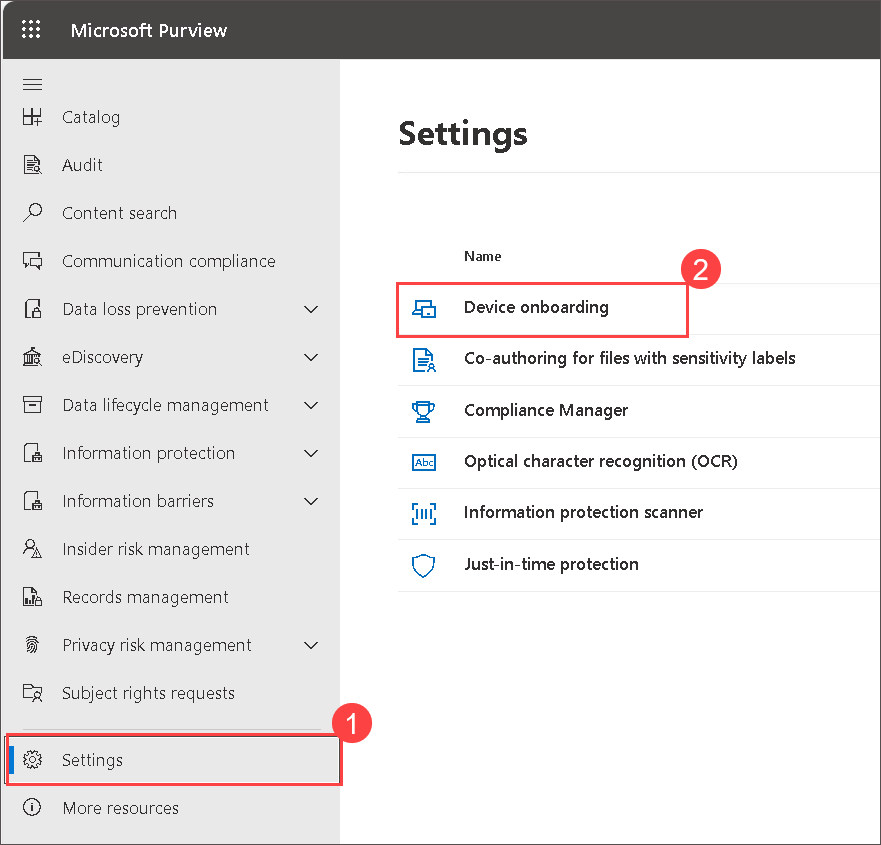 Microsoft Purview
Catalog
Audit
Content search
Communication compliance
Data loss prevention
eDiscovery
Data lifecycle management
Information protection
Information barriers
Insider risk management
Records management
Privacy risk management
Subject rights requests
1
Settings
More resources
Settings
Name
2
Device onboarding
Co-authoring for files with sensitivity labels
Compliance Manager
Abc
Optical character recognition (OCR)
Information protection scanner
Just-in-time protection